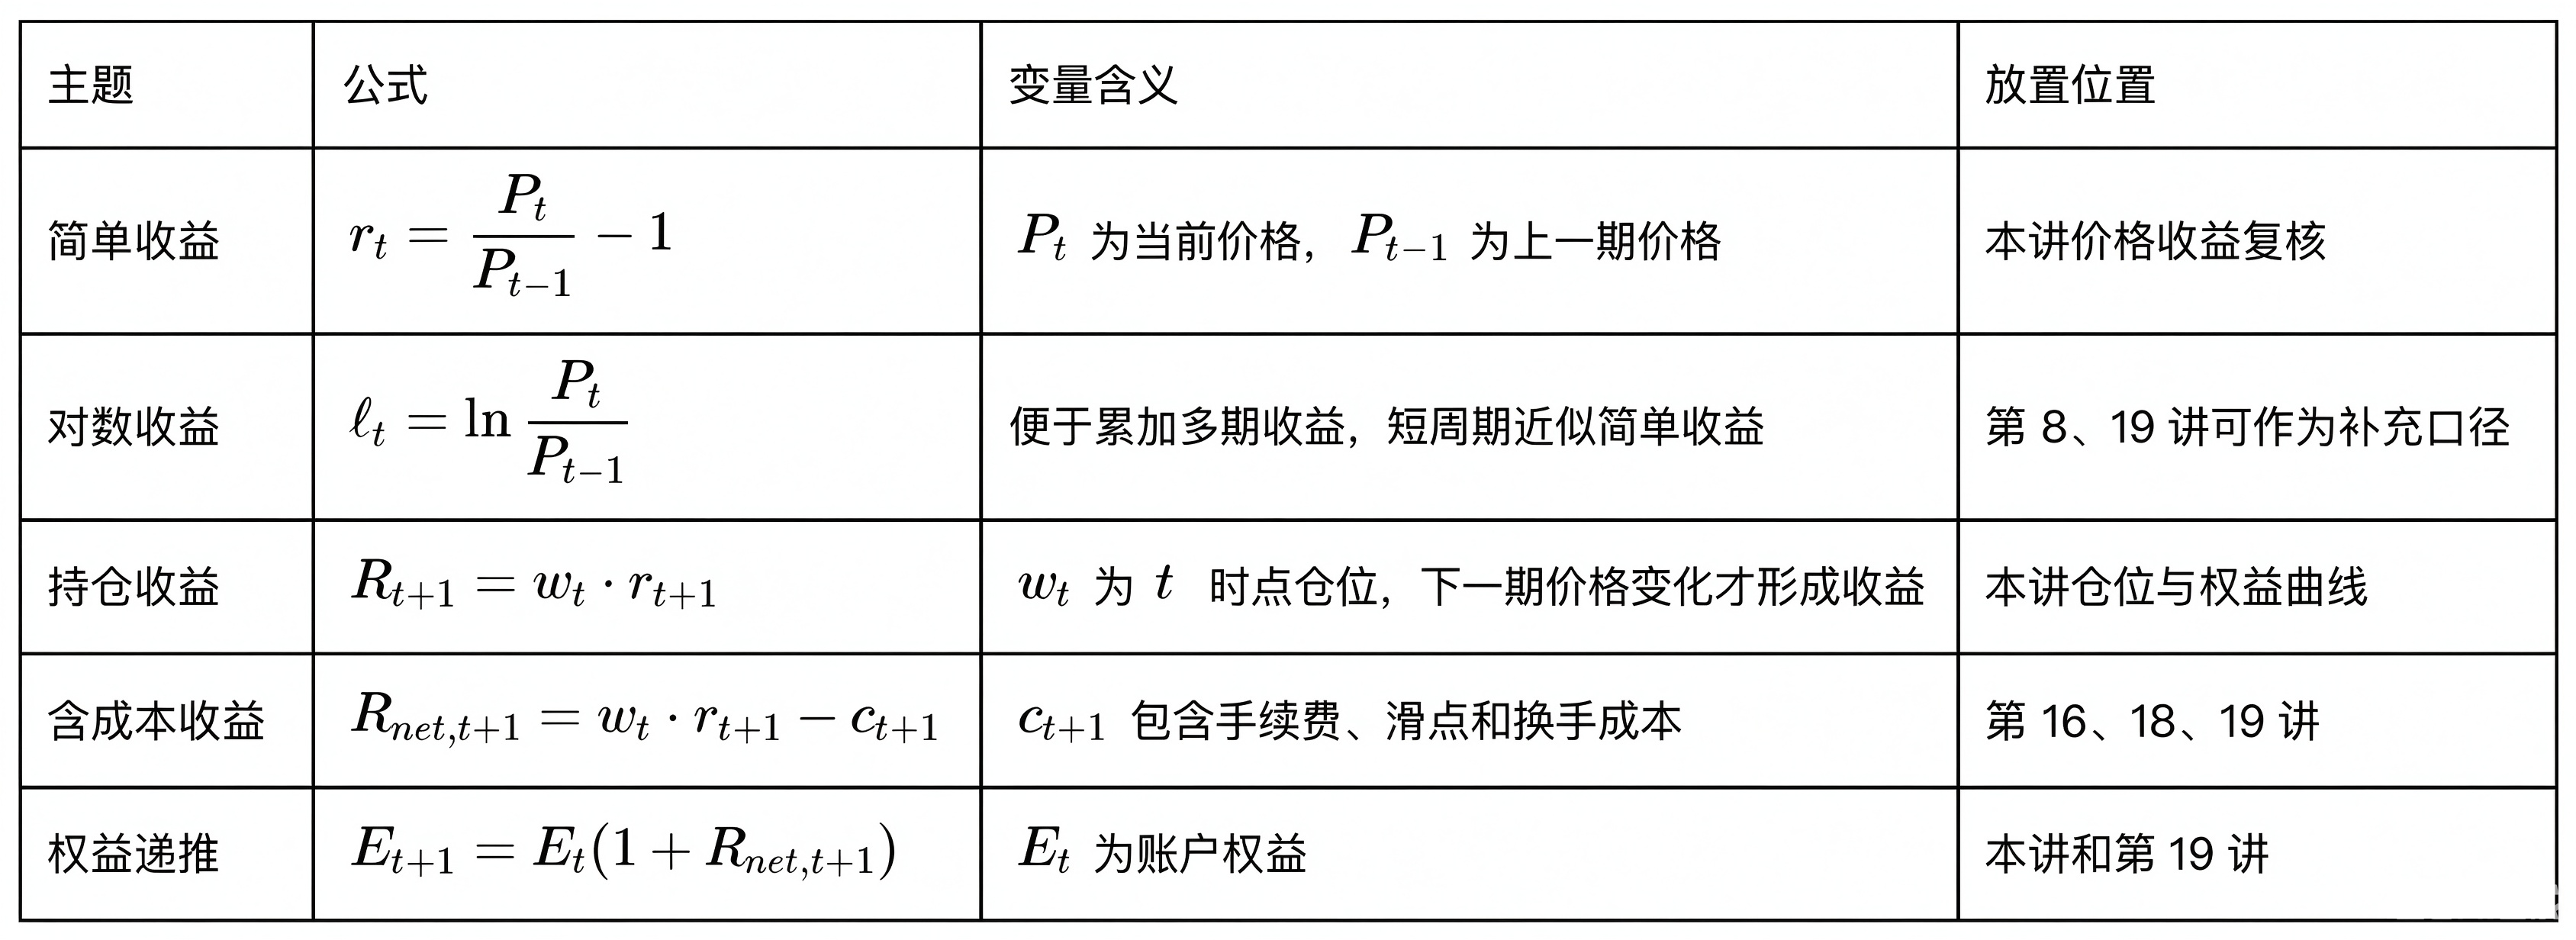 主题 公式 变量含义 放置位置
简单收益 $r_t = \frac{P_t}{P_{t-1}} - 1$ $P_t$ 为当前价格，$P_{t-1}$ 为上一期价格 本讲价格收益复核
对数收益 $\ell_t = \ln \frac{P_t}{P_{t-1}}$ 便于累加多期收益，短周期近似简单收益 第 8、19 讲可作为补充口径
持仓收益 $R_{t+1} = w_t \cdot r_{t+1}$ $w_t$ 为 $t$ 时点仓位，下一期价格变化才形成收益 本讲仓位与权益曲线
含成本收益 $R_{net,t+1} = w_t \cdot r_{t+1} - c_{t+1}$ $c_{t+1}$ 包含手续费、滑点和换手成本 第 16、18、19 讲
权益递推 $E_{t+1} = E_t(1 + R_{net,t+1})$ $E_t$ 为账户权益 本讲和第 19 讲